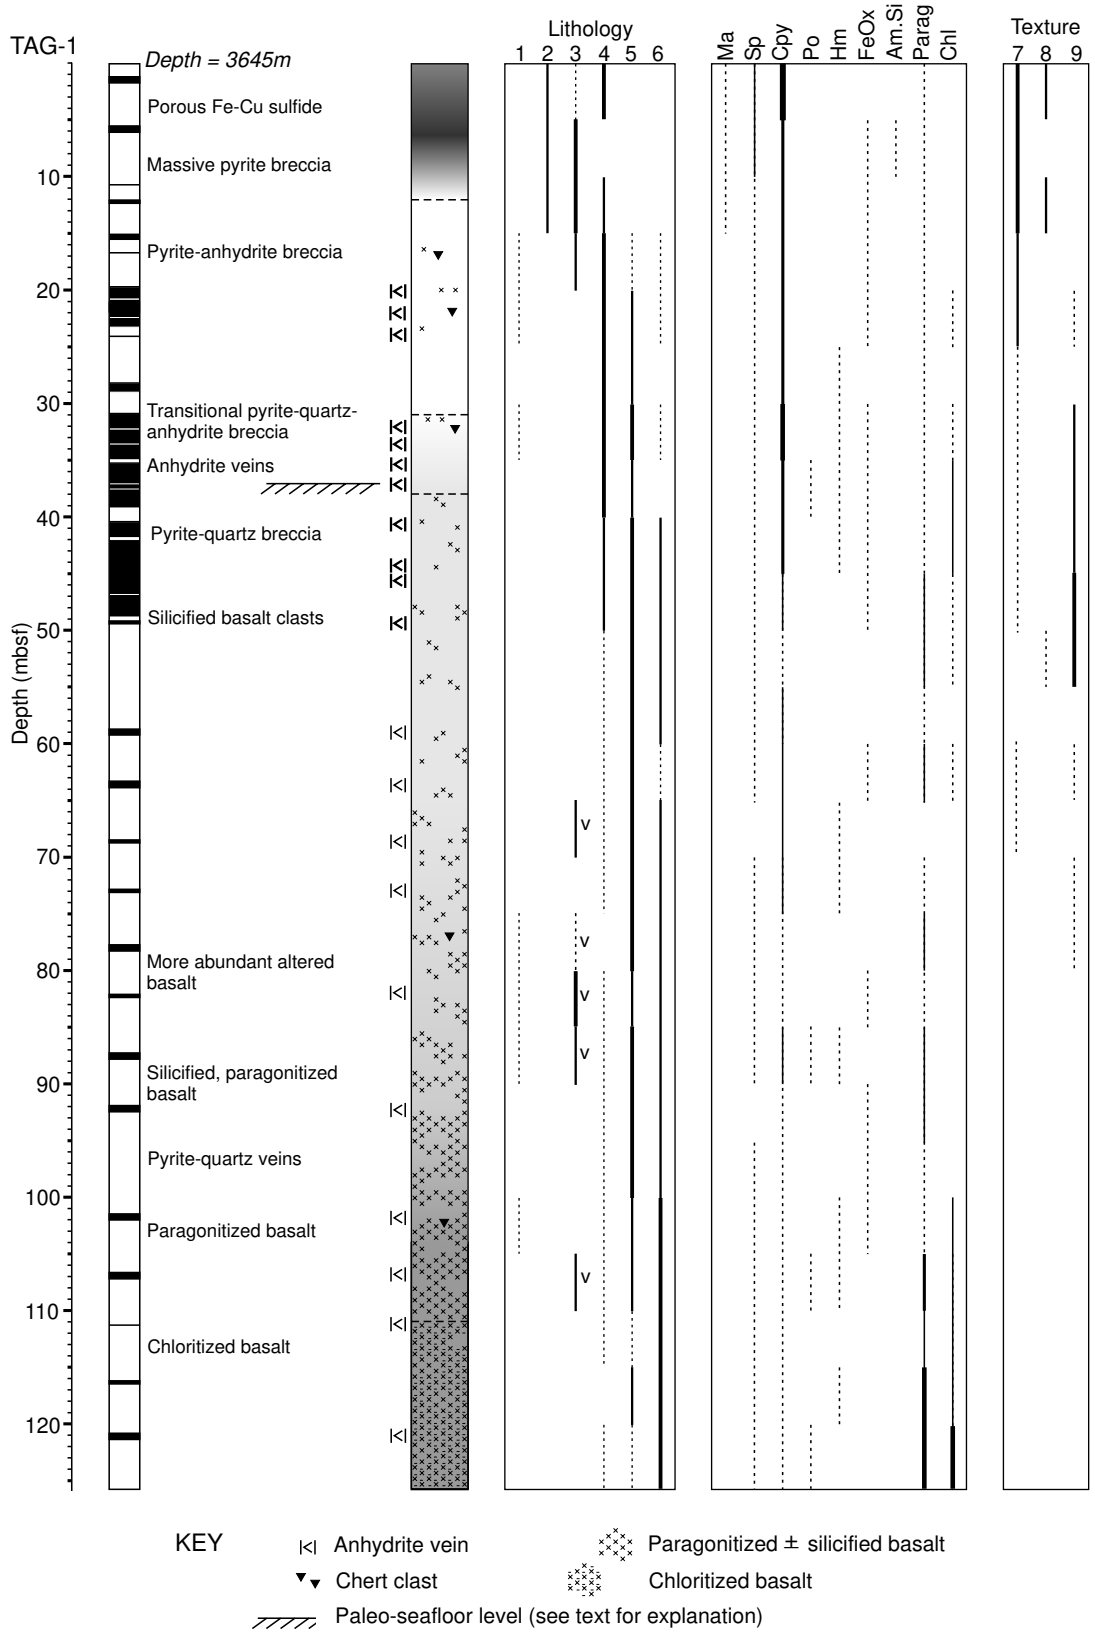 TAG-1
Depth = 3645m
Lithology
1 2 3 4 5 6
Ma Sp Cpy Po Hm FeOx Am.Si Parag Chl
Texture
7 8 9
Depth (mbsf)
Porous Fe-Cu sulfide
Massive pyrite breccia
10
Pyrite-anhydrite breccia
20
30
Transitional pyrite-quartz-
anhydrite breccia
Anhydrite veins
40
Pyrite-quartz breccia
Silicified basalt clasts
50
60
v
70
v
More abundant altered
basalt
80
v
v
Silicified, paragonitized
basalt
90
Pyrite-quartz veins
100
Paragonitized basalt
v
110
Chloritized basalt
120
KEY
Anhydrite vein
Paragonitized ± silicified basalt
Chert clast
Chloritized basalt
Paleo-seafloor level (see text for explanation)